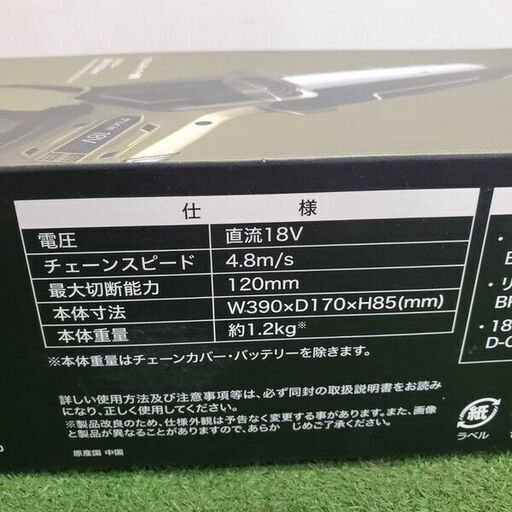 18V
仕 様
電圧 直流18V
チェーンスピード 4.8m/s
最大切断能力 120mm
本体寸法 W390×D170×H85(mm)
本体重量 約1.2kg※
※本体重量はチェーンカバー・バッテリーを除きます。
詳しい使用方法及び注意事項等は、必ず同封の取扱説明書をお読み
になり、正しく使用してください。
※製品改良のため、仕様外観は予告なく変更する事があります。また、画像
と製品が異なることがありますので、あらか じめご了承ください。
原産国 中国
紙
ラベル
・18
D-C